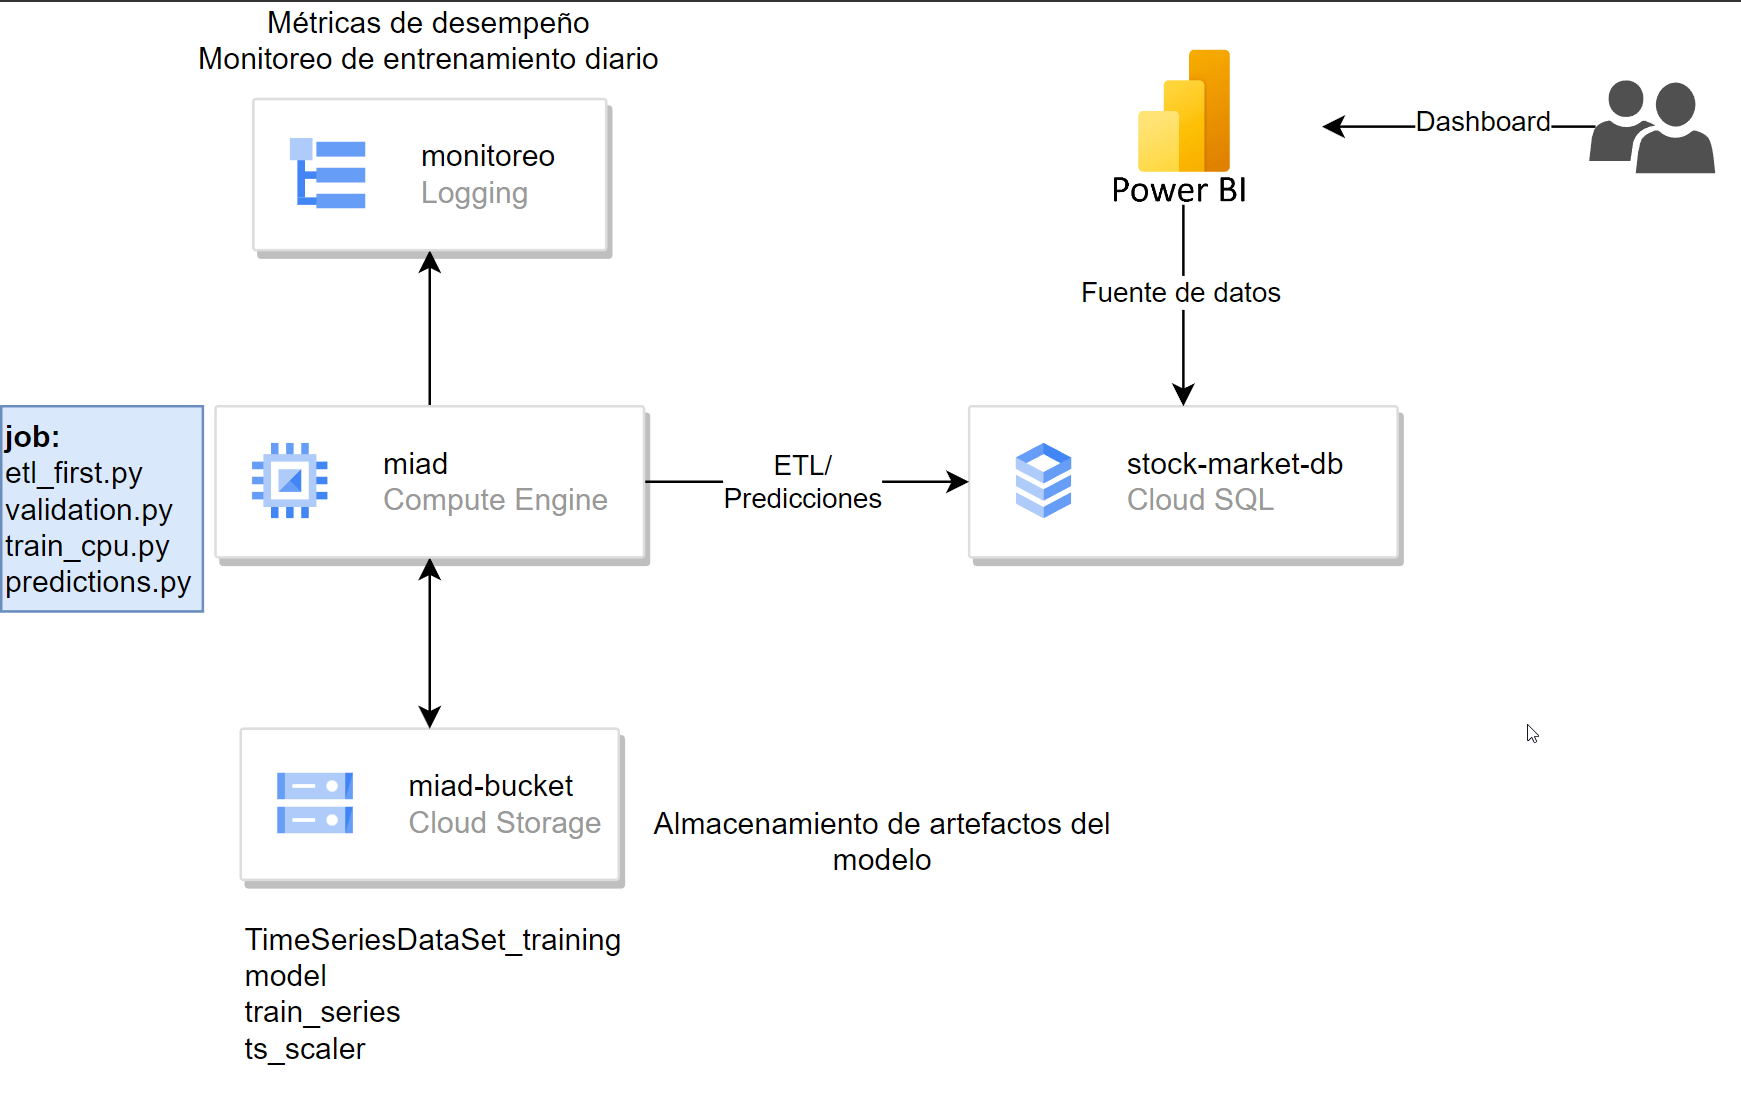 Métricas de desempeño
Monitoreo de entrenamiento diario
monitoreo
Logging
Power BI
Dashboard
Fuente de datos
job:
etl_first.py
validation.py
train_cpu.py
predictions.py
miad
Compute Engine
ETL/
Predicciones
stock-market-db
Cloud SQL
miad-bucket
Cloud Storage
Almacenamiento de artefactos del
modelo
TimeSeriesDataSet_training
model
train_series
ts_scaler